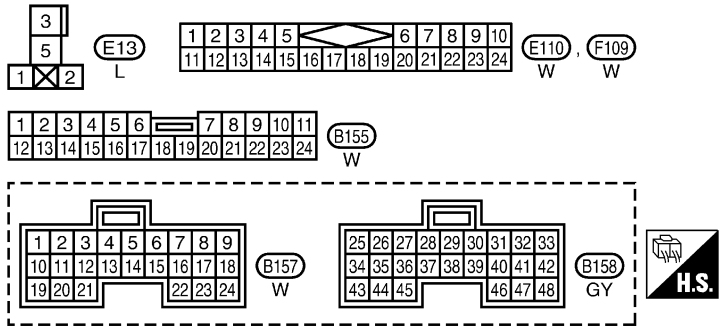 3
5
1 2
E13
L
1 2 3 4 5 6 7 8 9 10
11 12 13 14 15 16 17 18 19 20 21 22 23 24
E110 , F109
W W
1 2 3 4 5 6 7 8 9 10 11
12 13 14 15 16 17 18 19 20 21 22 23 24
B155
W
1 2 3 4 5 6 7 8 9
10 11 12 13 14 15 16 17 18
19 20 21 22 23 24
B157
W
25 26 27 28 29 30 31 32 33
34 35 36 37 38 39 40 41 42
43 44 45 46 47 48
B158
GY
H.S.